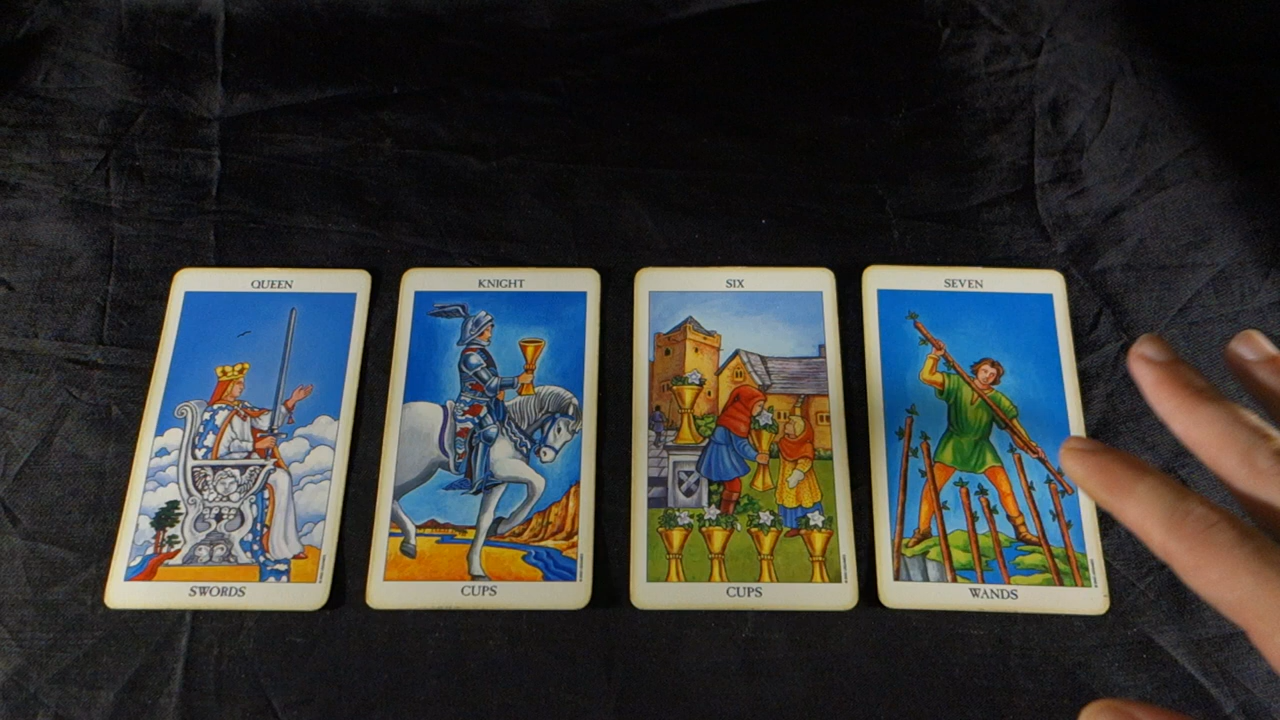 QUEEN
SWORDS
KNIGHT
CUPS
SIX
CUPS
SEVEN
WANDS